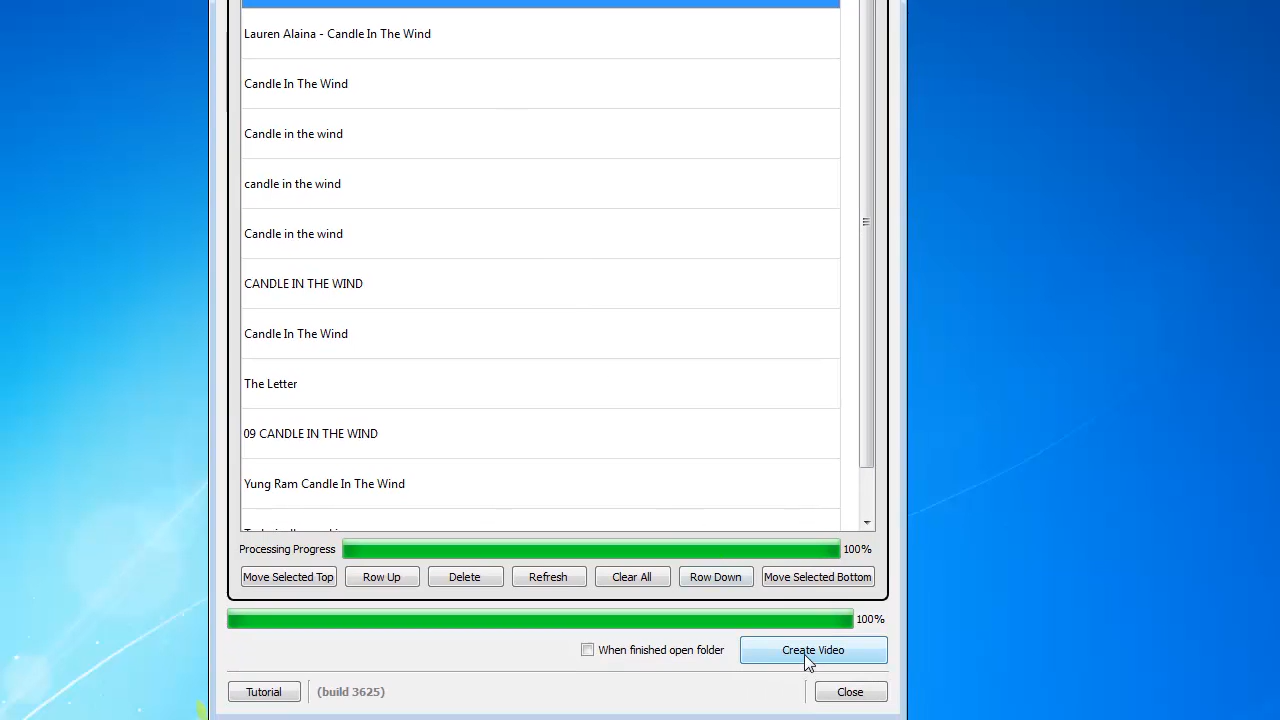 Lauren Alaina - Candle In The Wind
Candle In The Wind
Candle in the wind
candle in the wind
Candle in the wind
CANDLE IN THE WIND
Candle In The Wind
The Letter
09 CANDLE IN THE WIND
Yung Ram Candle In The Wind
Processing Progress 100%
Move Selected Top Row Up Delete Refresh Clear All Row Down Move Selected Bottom
100%
When finished open folder Create Video
Tutorial (build 3625) Close